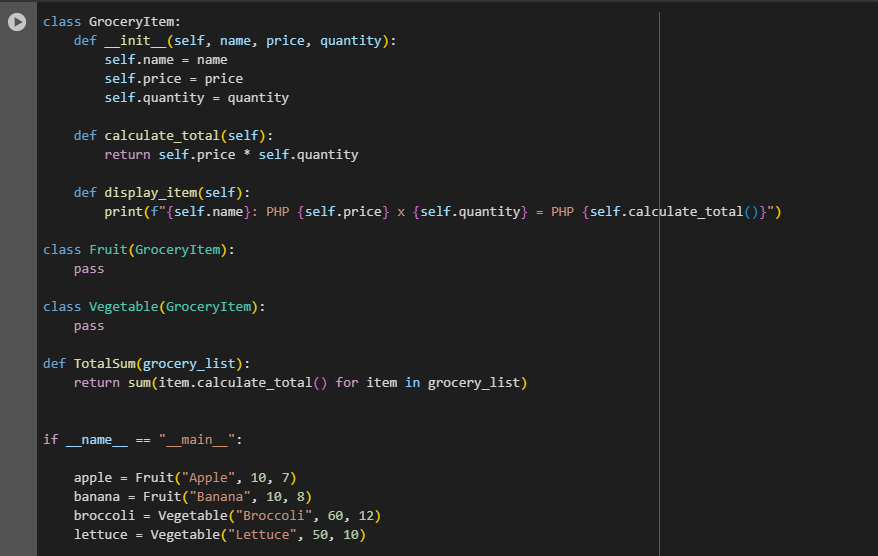 class GroceryItem:
    def __init__(self, name, price, quantity):
        self.name = name
        self.price = price
        self.quantity = quantity

    def calculate_total(self):
        return self.price * self.quantity

    def display_item(self):
        print(f"{self.name}: PHP {self.price} x {self.quantity} = PHP {self.calculate_total()}")

class Fruit(GroceryItem):
    pass

class Vegetable(GroceryItem):
    pass

def TotalSum(grocery_list):
    return sum(item.calculate_total() for item in grocery_list)


if __name__ == "__main__":

    apple = Fruit("Apple", 10, 7)
    banana = Fruit("Banana", 10, 8)
    broccoli = Vegetable("Broccoli", 60, 12)
    lettuce = Vegetable("Lettuce", 50, 10)